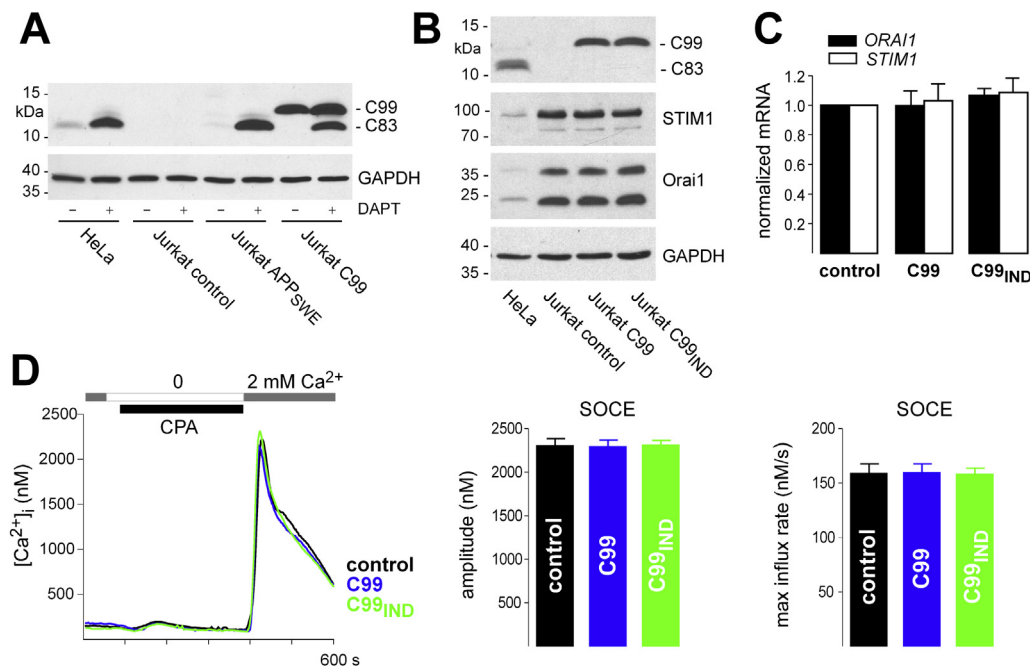 A
15 -
kDa
10 -
- C99
- C83
40 -
35 -
GAPDH
– + – + – + – + DAPT
HeLa
Jurkat control
Jurkat APPSWE
Jurkat C99
B
15 -
kDa
10 -
- C99
- C83
100 -
70 -
STIM1
35 -
25 -
Orai1
40 -
35 -
GAPDH
HeLa
Jurkat control
Jurkat C99
Jurkat C99IND
C
ORAI1
STIM1
normalized mRNA
1.2
1.0
0.8
0.6
0.4
0.2
control C99 C99IND
D
0 2 mM Ca2+
CPA
[Ca2+]i (nM)
2500
2000
1500
1000
500
control
C99
C99IND
600 s
SOCE
amplitude (nM)
2500
2000
1500
1000
500
control
C99
C99IND
SOCE
max influx rate (nM/s)
200
150
100
50
control
C99
C99IND